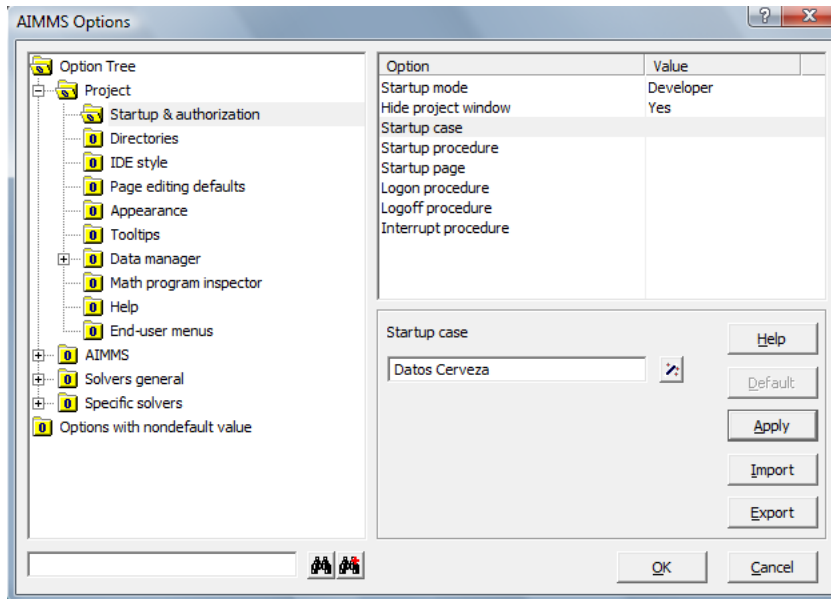 AIMMS Options
Option Tree
Project
Startup & authorization
Directories
IDE style
Page editing defaults
Appearance
Tooltips
Data manager
Math program inspector
Help
End-user menus
AIMMS
Solvers general
Specific solvers
Options with nondefault value
Option Value
Startup mode Developer
Hide project window Yes
Startup case
Startup procedure
Startup page
Logon procedure
Logoff procedure
Interrupt procedure
Startup case
Datos Cerveza
Help
Default
Apply
Import
Export
OK
Cancel